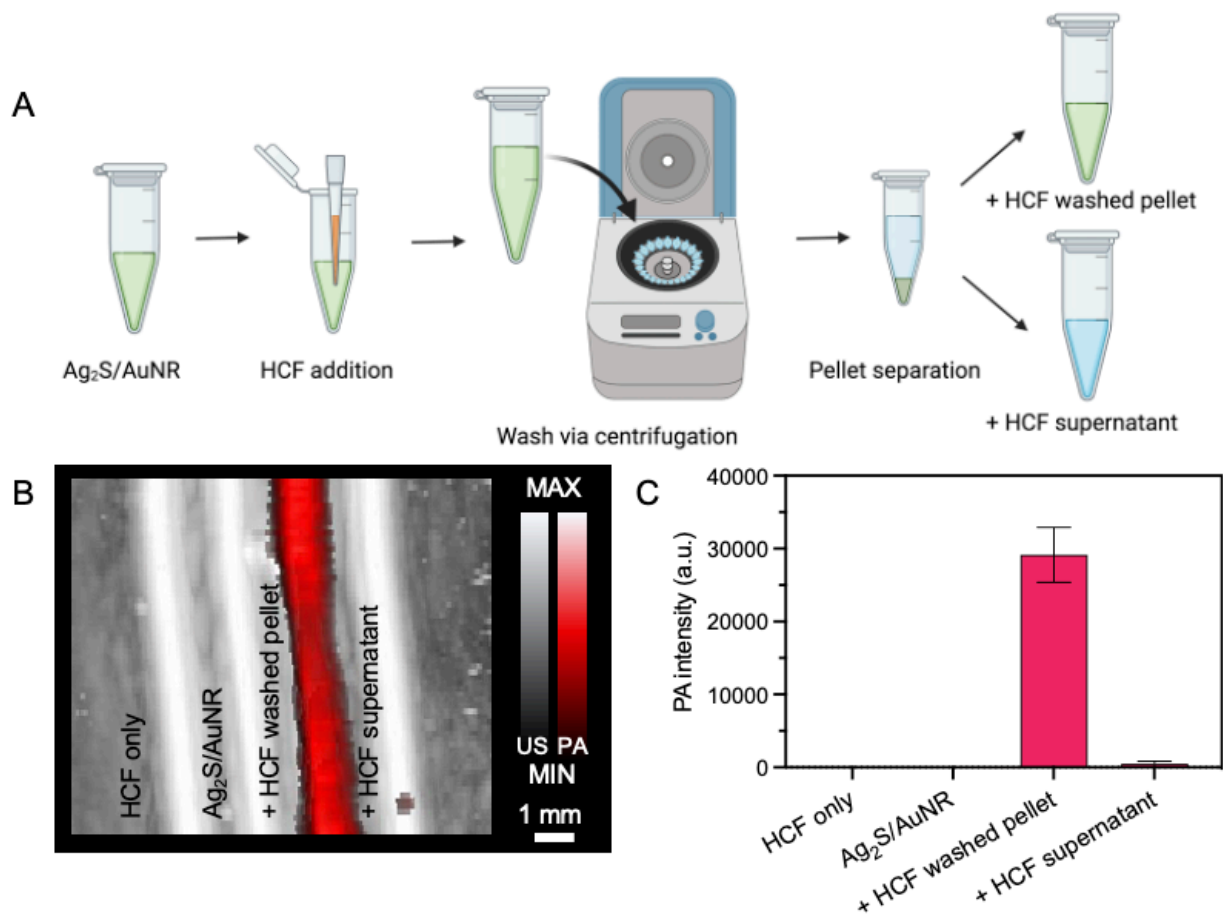 A
+ HCF washed pellet
Ag₂S/AuNR
HCF addition
Pellet separation
+ HCF supernatant
Wash via centrifugation
B
MAX
HCF only
Ag₂S/AuNR
+ HCF washed pellet
+ HCF supernatant
US PA
MIN
1 mm
C
PA intensity (a.u.)
40000
30000
20000
10000
0
HCF only
Ag₂S/AuNR
+ HCF washed pellet
+ HCF supernatant